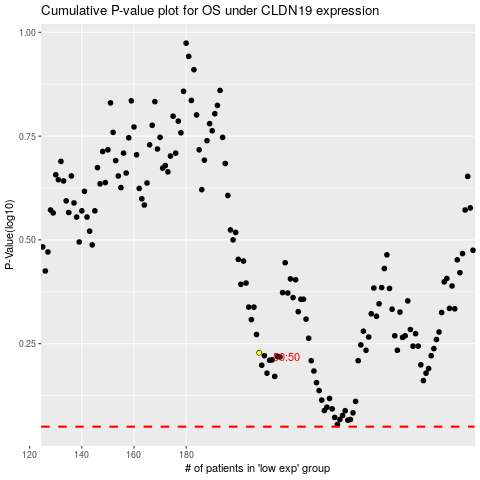 Cumulative P-value plot for OS under CLDN19 expression
1.00
0.75
0.50
0.25
P-Value(log10)
50:50
120 140 160 180
# of patients in 'low exp' group